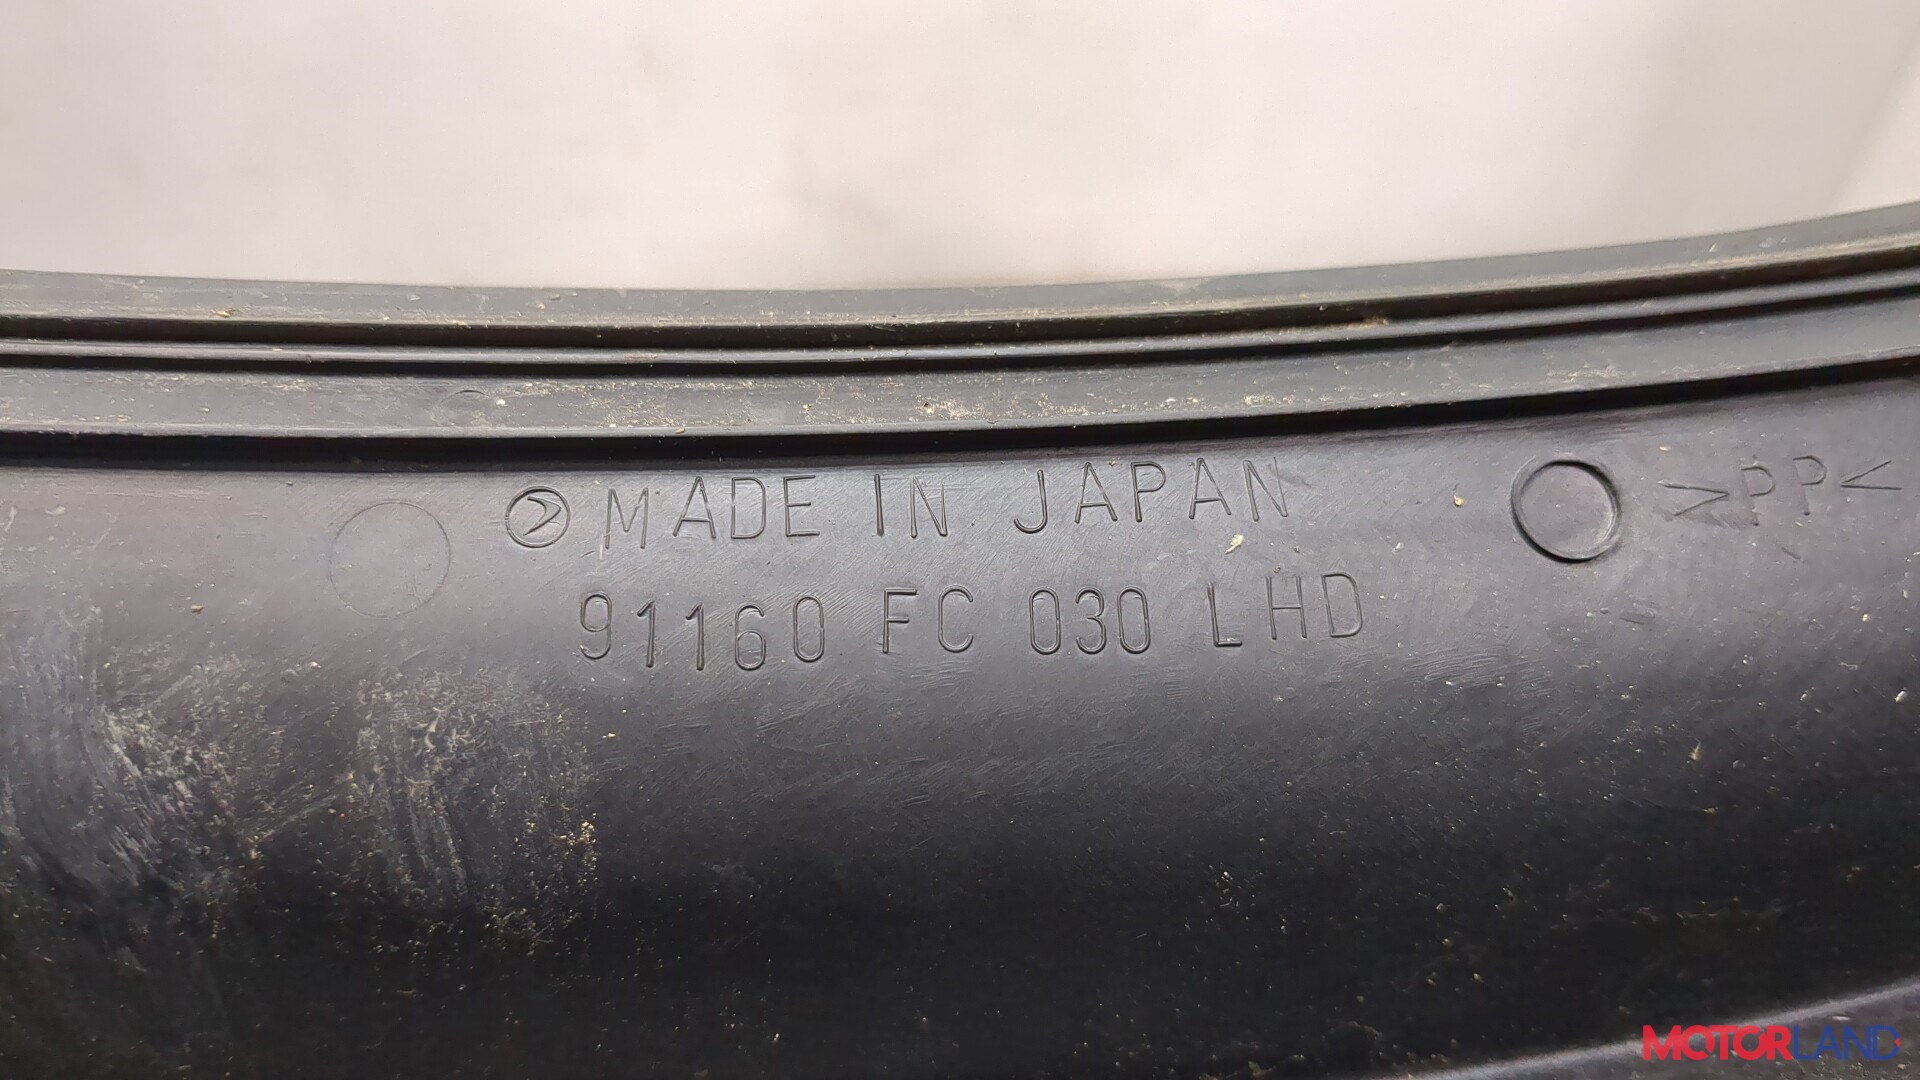 MADE IN JAPAN >PP<
91160 FC 030 LHD
MOTORLAND